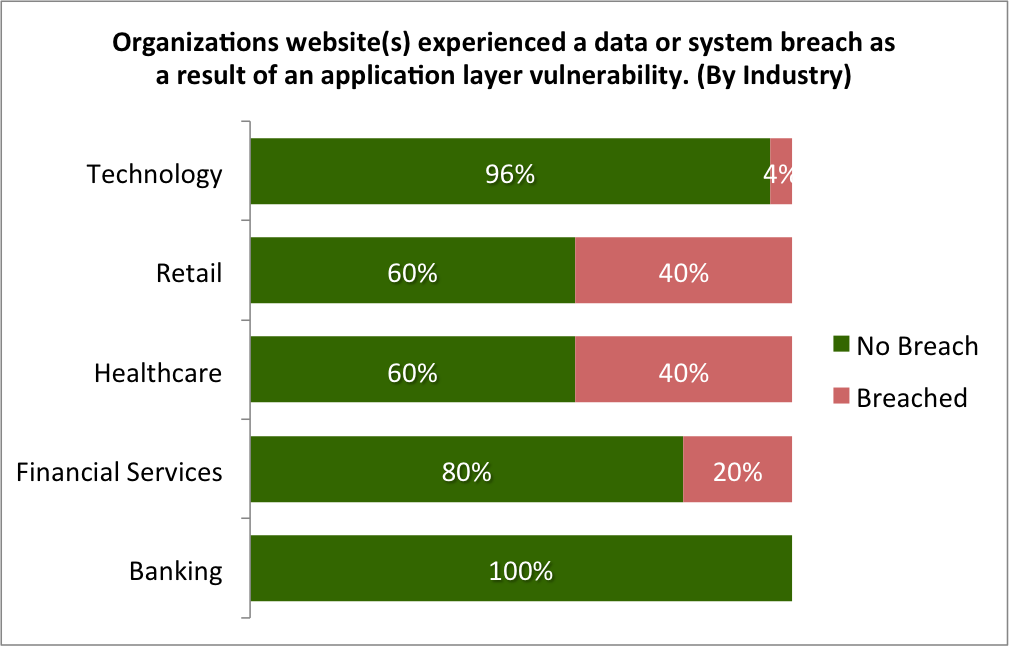 Organizations website(s) experienced a data or system breach as
a result of an application layer vulnerability. (By Industry)
Technology
96%
4%
Retail
60%
40%
Healthcare
60%
40%
Financial Services
80%
20%
Banking
100%
No Breach
Breached